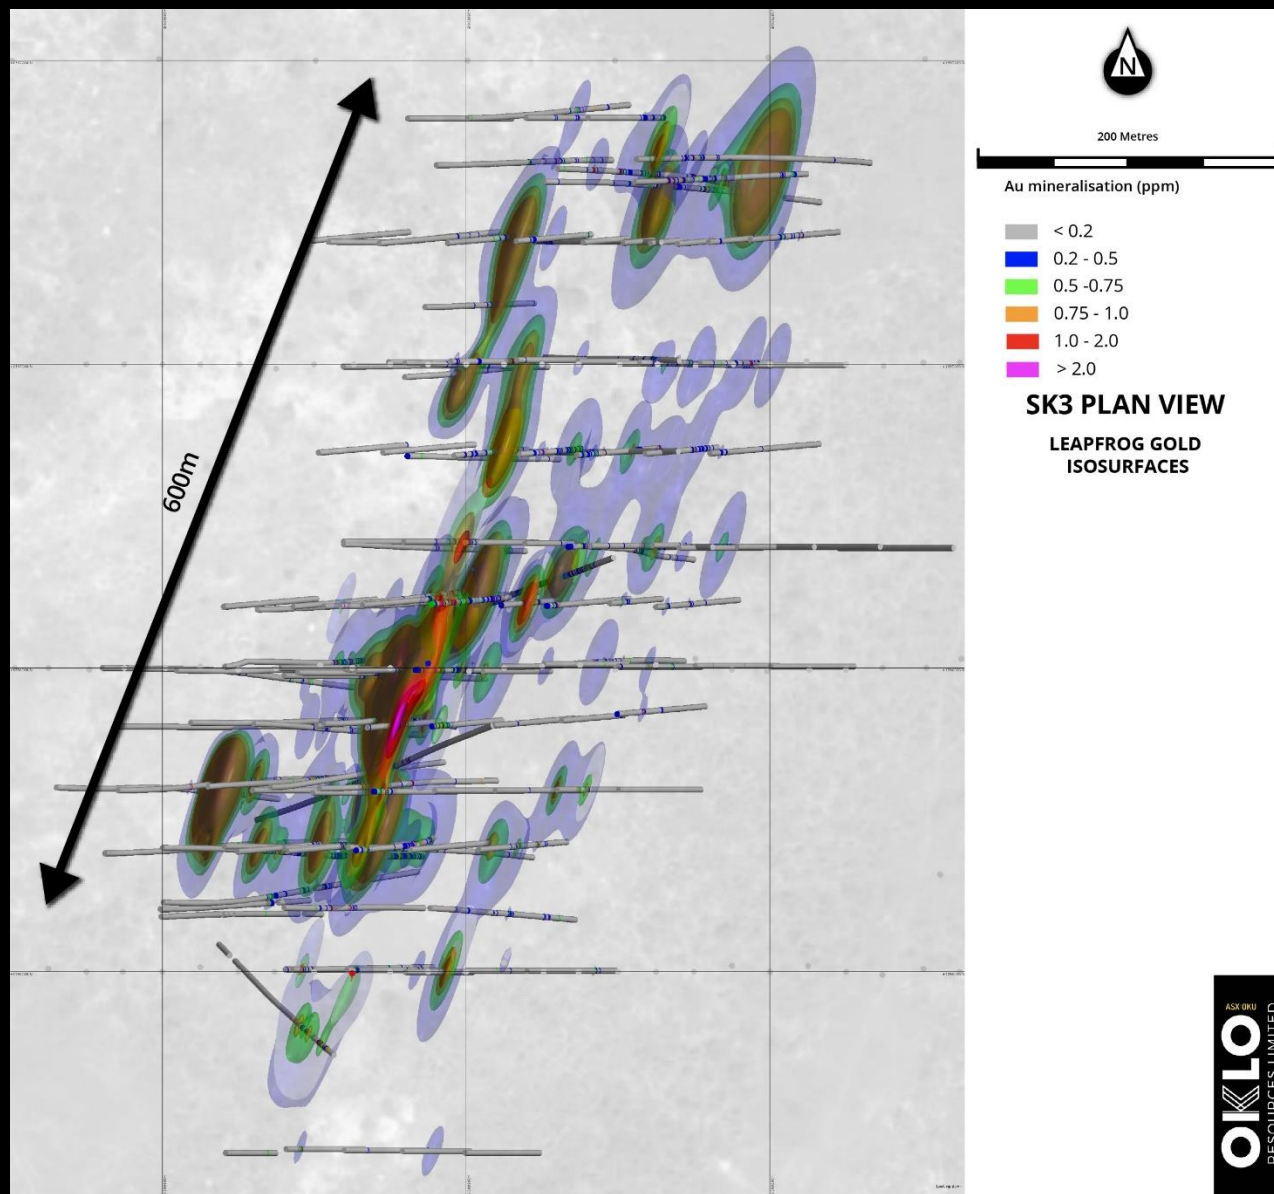 N
200 Metres
Au mineralisation (ppm)
< 0.2
0.2 - 0.5
0.5 -0.75
0.75 - 1.0
1.0 - 2.0
> 2.0
SK3 PLAN VIEW
LEAPFROG GOLD
ISOSURFACES
600m
ASX:OKU
OKLO
RESOURCES LIMITED